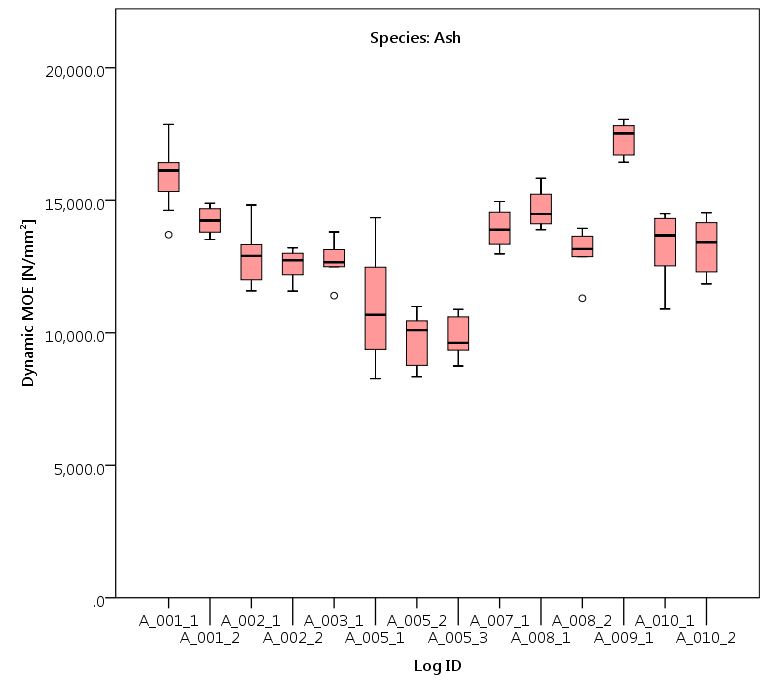 Species: Ash
20,000.0
15,000.0
10,000.0
5,000.0
.0
Dynamic MOE [N/mm²]
A_001_1 A_002_1 A_003_1 A_005_2 A_007_1 A_008_2 A_010_1
A_001_2 A_002_2 A_005_1 A_005_3 A_008_1 A_009_1 A_010_2
Log ID